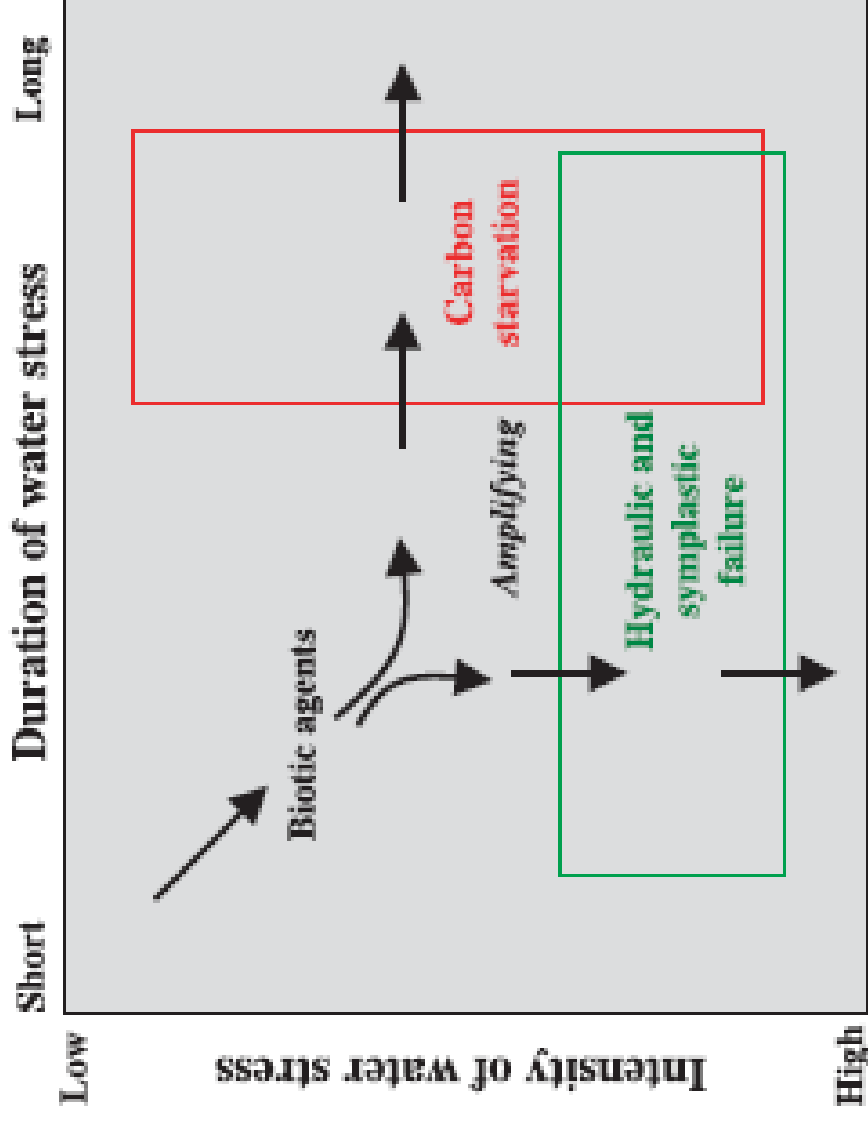 Duration of water stress
Short
Long
Low
Intensity of water stress
High
Biotic agents
Amplifying
Carbon
starvation
Hydraulic and
symplastic
failure